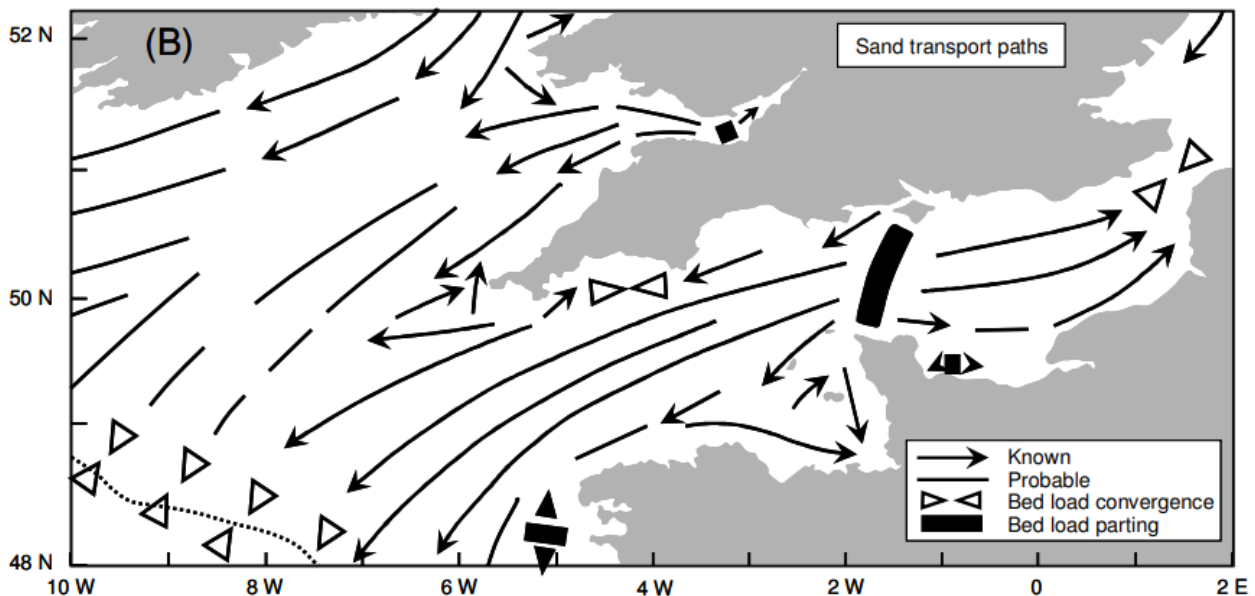 52 N
(B)
Sand transport paths
50 N
Known
Probable
Bed load convergence
Bed load parting
48 N
10 W
8 W
6 W
4 W
2 W
0
2 E